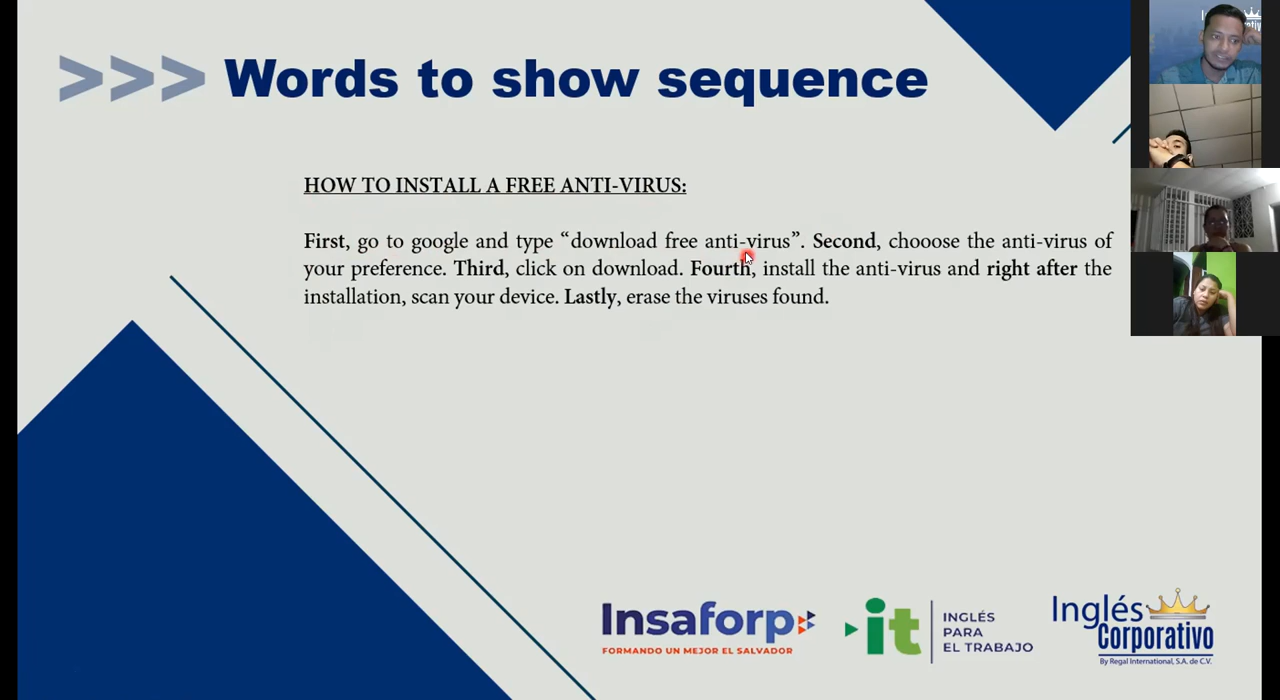 >>> Words to show sequence
HOW TO INSTALL A FREE ANTI-VIRUS:
First, go to google and type “download free anti-virus”. Second, chooose the anti-virus of
your preference. Third, click on download. Fourth, install the anti-virus and right after the
installation, scan your device. Lastly, erase the viruses found.
Insaforp
FORMANDO UN MEJOR EL SALVADOR
it
INGLÉS
PARA
EL TRABAJO
Inglés
Corporativo
By Regal International, S.A. de C.V.